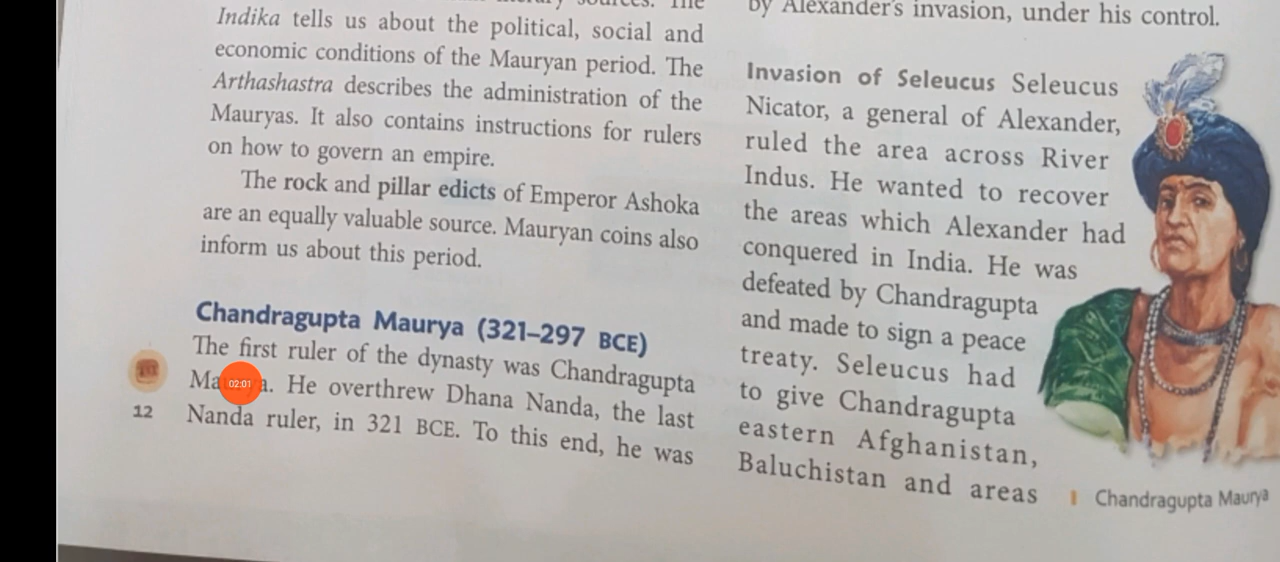 Indika tells us about the political, social and
economic conditions of the Mauryan period. The
Arthashastra describes the administration of the
Mauryas. It also contains instructions for rulers
on how to govern an empire.
The rock and pillar edicts of Emperor Ashoka
are an equally valuable source. Mauryan coins also
inform us about this period.
Chandragupta Maurya (321–297 BCE)
The first ruler of the dynasty was Chandragupta
He overthrew Dhana Nanda, the last
Nanda ruler, in 321 BCE. To this end, he was
12
02:01
by Alexander's invasion, under his control.
Invasion of Seleucus Seleucus
Nicator, a general of Alexander,
ruled the area across River
Indus. He wanted to recover
the areas which Alexander had
conquered in India. He was
defeated by Chandragupta
and made to sign a peace
treaty. Seleucus had
to give Chandragupta
eastern Afghanistan,
Baluchistan and areas
Chandragupta Maurya